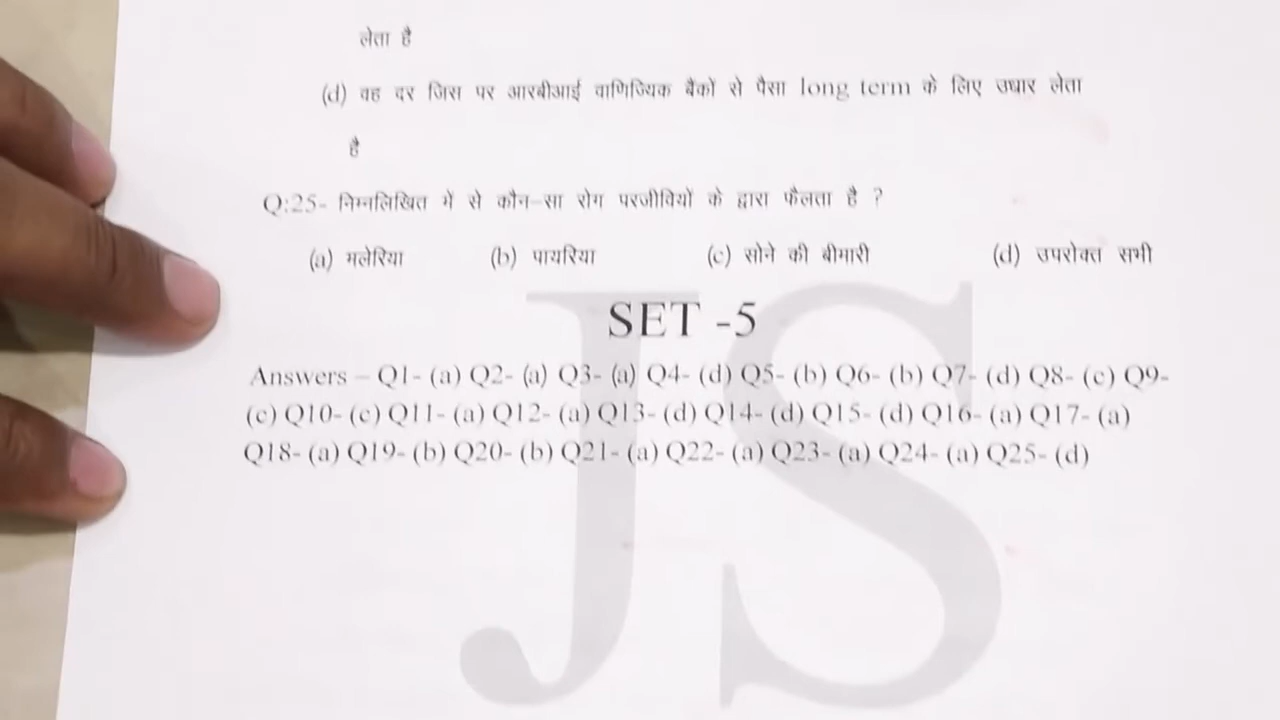 लेता है
(d) वह दर जिस पर आरबीआई वाणिज्यिक बैंकों से पैसा long term के लिए उधार लेता
है
Q:25- निम्नलिखित में से कौन-सा रोग परजीवियों के द्वारा फैलता है ?
(a) मलेरिया (b) पायरिया (c) सोने की बीमारी (d) उपरोक्त सभी
SET -5
Answers – Q1- (a) Q2- (a) Q3- (a) Q4- (d) Q5- (b) Q6- (b) Q7- (d) Q8- (c) Q9-
(c) Q10- (c) Q11- (a) Q12- (a) Q13- (d) Q14- (d) Q15- (d) Q16- (a) Q17- (a)
Q18- (a) Q19- (b) Q20- (b) Q21- (a) Q22- (a) Q23- (a) Q24- (a) Q25- (d)
JS